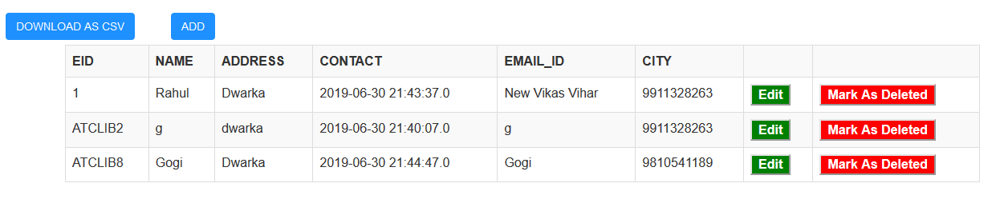 DOWNLOAD AS CSV ADD
EID NAME ADDRESS CONTACT EMAIL_ID CITY
1 Rahul Dwarka 2019-06-30 21:43:37.0 New Vikas Vihar 9911328263 Edit Mark As Deleted
ATCLIB2 g dwarka 2019-06-30 21:40:07.0 g 9911328263 Edit Mark As Deleted
ATCLIB8 Gogi Dwarka 2019-06-30 21:44:47.0 Gogi 9810541189 Edit Mark As Deleted